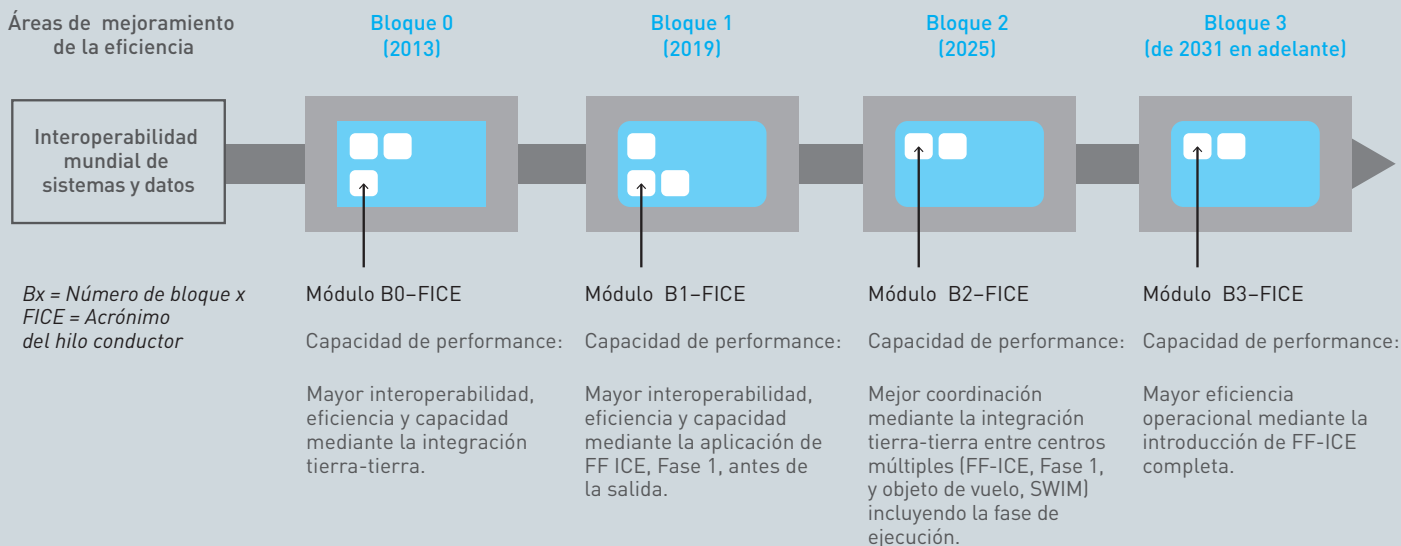 Áreas de mejoramiento
de la eficiencia
Bloque 0
(2013)
Bloque 1
(2019)
Bloque 2
(2025)
Bloque 3
(de 2031 en adelante)
Interoperabilidad
mundial de
sistemas y datos
Bx = Número de bloque x
FICE = Acrónimo
del hilo conductor
Módulo B0–FICE
Capacidad de performance:
Mayor interoperabilidad,
eficiencia y capacidad
mediante la integración
tierra-tierra.
Módulo B1–FICE
Capacidad de performance:
Mayor interoperabilidad,
eficiencia y capacidad
mediante la aplicación de
FF ICE, Fase 1, antes de
la salida.
Módulo B2–FICE
Capacidad de performance:
Mejor coordinación
mediante la integración
tierra-tierra entre centros
múltiples (FF-ICE, Fase 1,
y objeto de vuelo, SWIM)
incluyendo la fase de
ejecución.
Módulo B3–FICE
Capacidad de performance:
Mayor eficiencia
operacional mediante la
introducción de FF-ICE
completa.